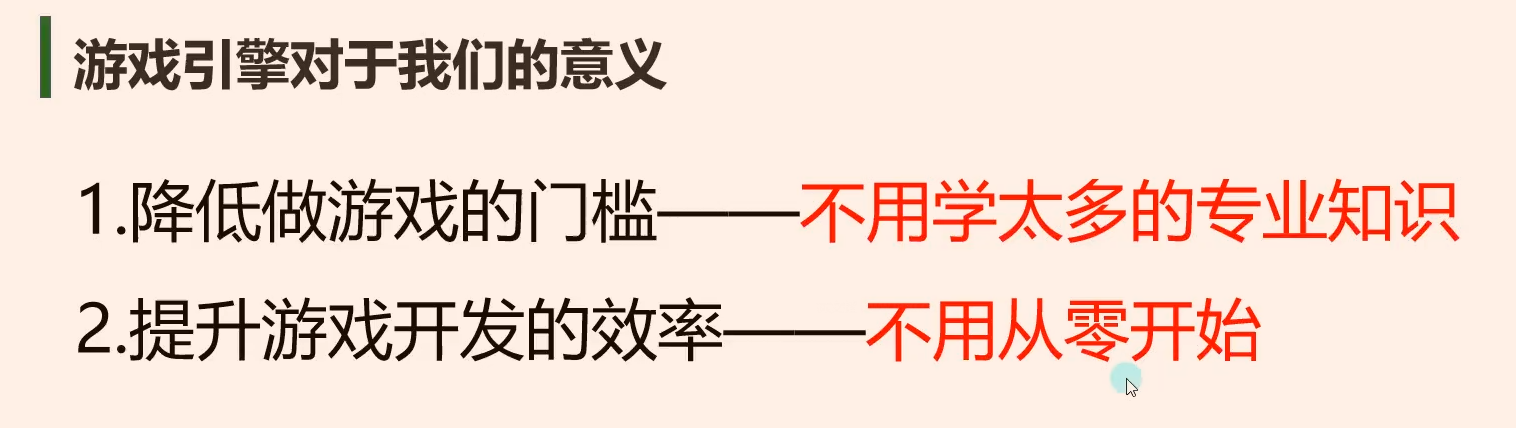 游戏引擎对于我们的意义
1.降低做游戏的门槛——不用学太多的专业知识
2.提升游戏开发的效率——不用从零开始